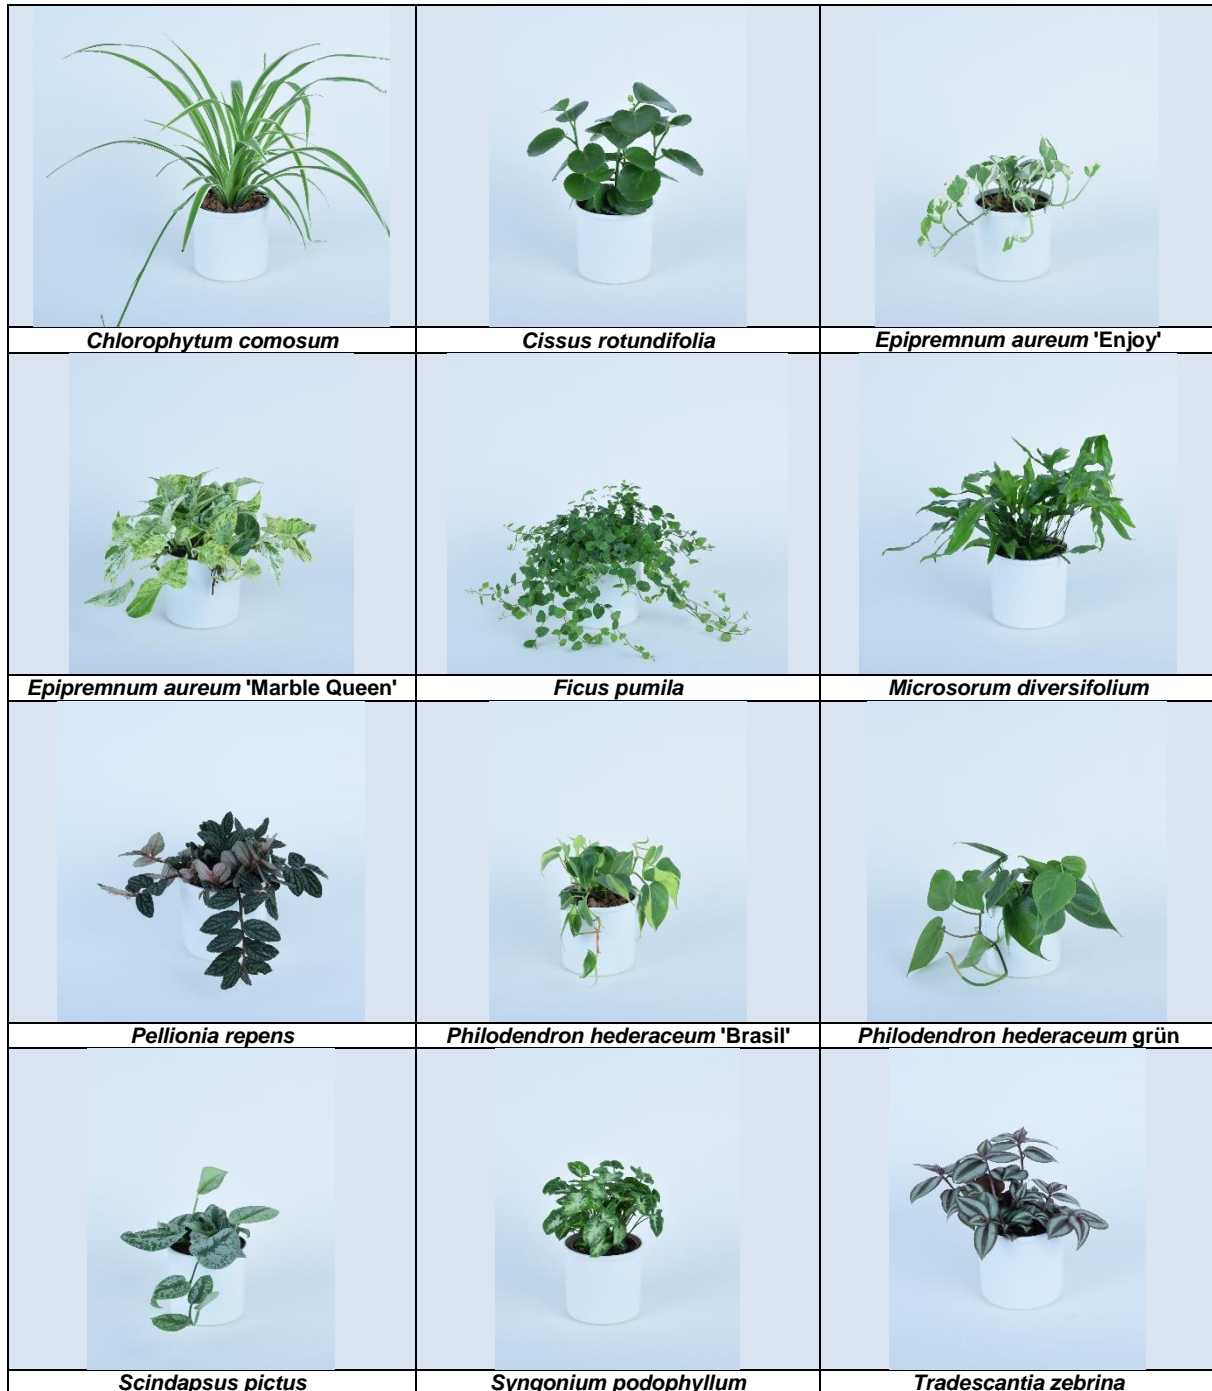 Chlorophytum comosum
Cissus rotundifolia
Epipremnum aureum 'Enjoy'
Epipremnum aureum 'Marble Queen'
Ficus pumila
Microsorum diversifolium
Pellionia repens
Philodendron hederaceum 'Brasil'
Philodendron hederaceum grün
Scindapsus pictus
Syngonium podophyllum
Tradescantia zebrina